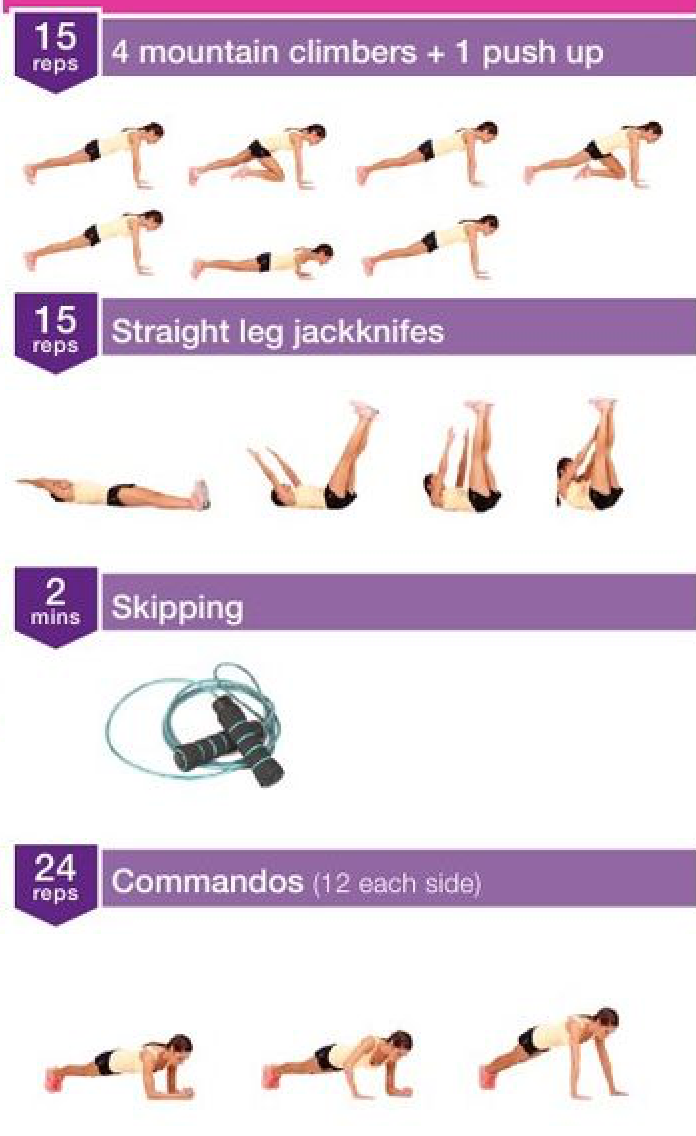 15
reps
4 mountain climbers + 1 push up
15
reps
Straight leg jackknifes
2
mins
Skipping
24
reps
Commandos (12 each side)